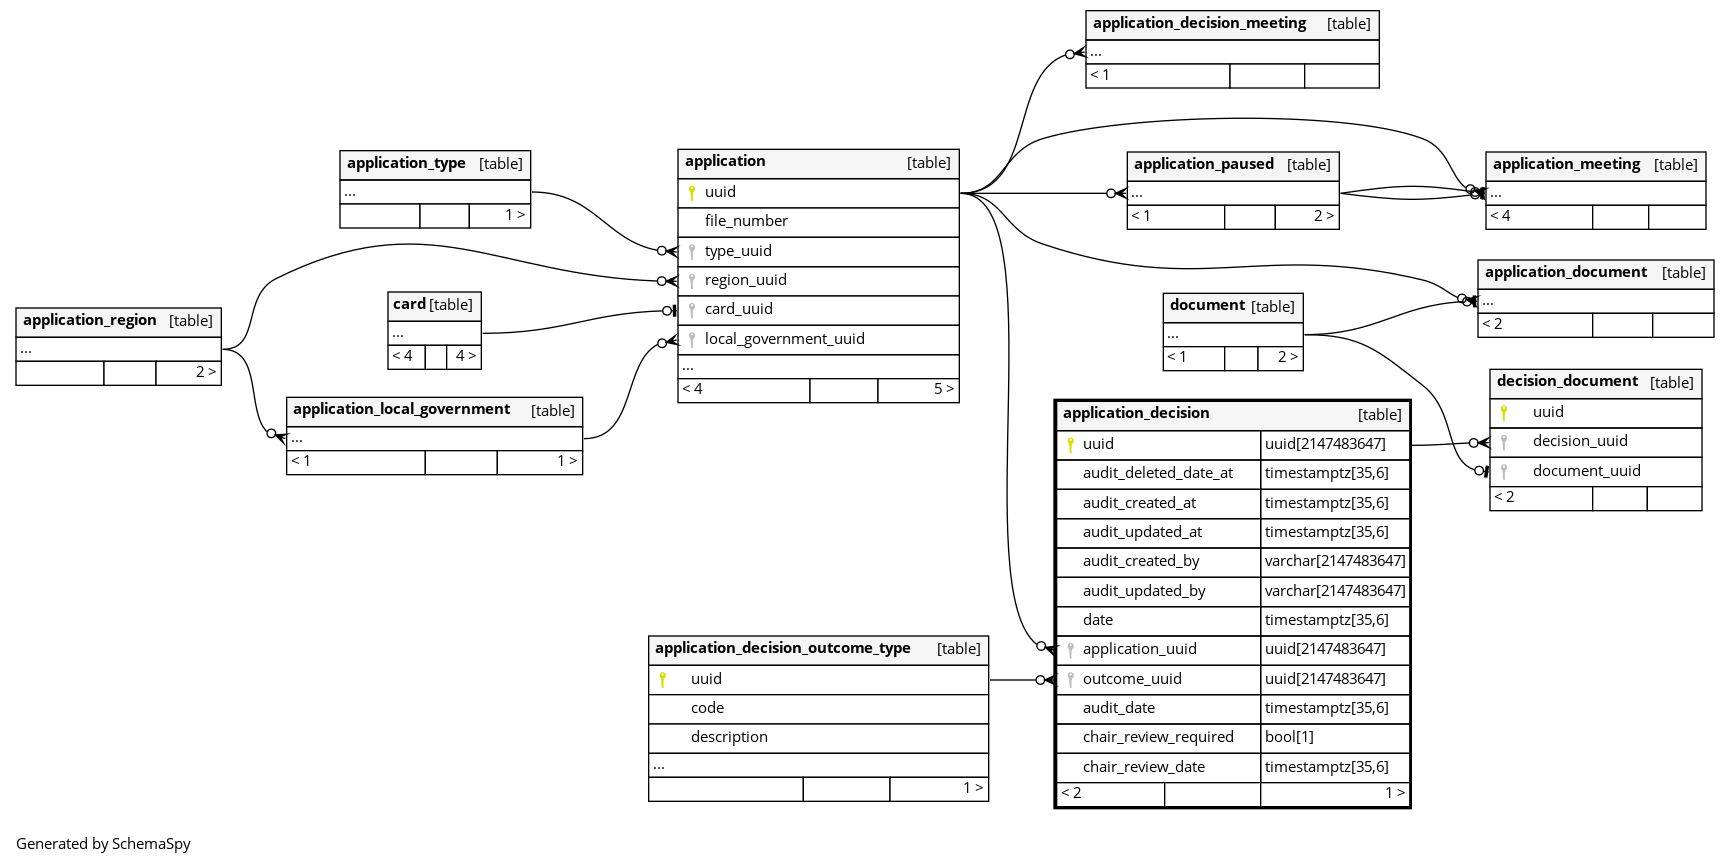 application_decision_meeting [table]
...
< 1
application_type [table]
...
1 >
application [table]
uuid
file_number
type_uuid
region_uuid
card_uuid
local_government_uuid
...
< 4 5 >
application_paused [table]
...
< 1 2 >
application_meeting [table]
...
< 4
application_document [table]
...
< 2
card [table]
...
< 4 4 >
document [table]
...
< 1 2 >
application_region [table]
...
2 >
application_local_government [table]
...
< 1 1 >
decision_document [table]
uuid
decision_uuid
document_uuid
< 2
application_decision [table]
uuid uuid[2147483647]
audit_deleted_date_at timestamptz[35,6]
audit_created_at timestamptz[35,6]
audit_updated_at timestamptz[35,6]
audit_created_by varchar[2147483647]
audit_updated_by varchar[2147483647]
date timestamptz[35,6]
application_uuid uuid[2147483647]
outcome_uuid uuid[2147483647]
audit_date timestamptz[35,6]
chair_review_required bool[1]
chair_review_date timestamptz[35,6]
< 2 1 >
application_decision_outcome_type [table]
uuid
code
description
...
1 >
Generated by SchemaSpy